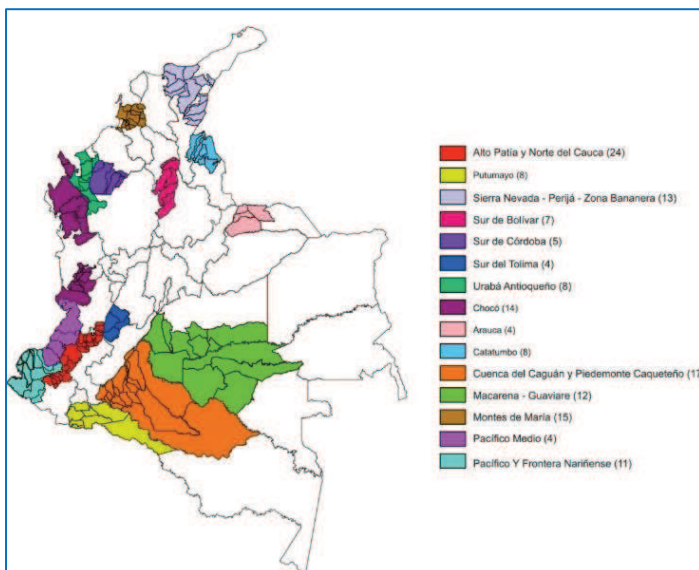 Alto Patía y Norte del Cauca (24)
Putumayo (8)
Sierra Nevada - Perijá - Zona Bananera (13)
Sur de Bolívar (7)
Sur de Córdoba (5)
Sur del Tolima (4)
Urabá Antioqueño (8)
Chocó (14)
Arauca (4)
Catatumbo (8)
Cuenca del Caguán y Piedemonte Caqueteño (17
Macarena - Guaviare (12)
Montes de María (15)
Pacífico Medio (4)
Pacífico Y Frontera Nariñense (11)